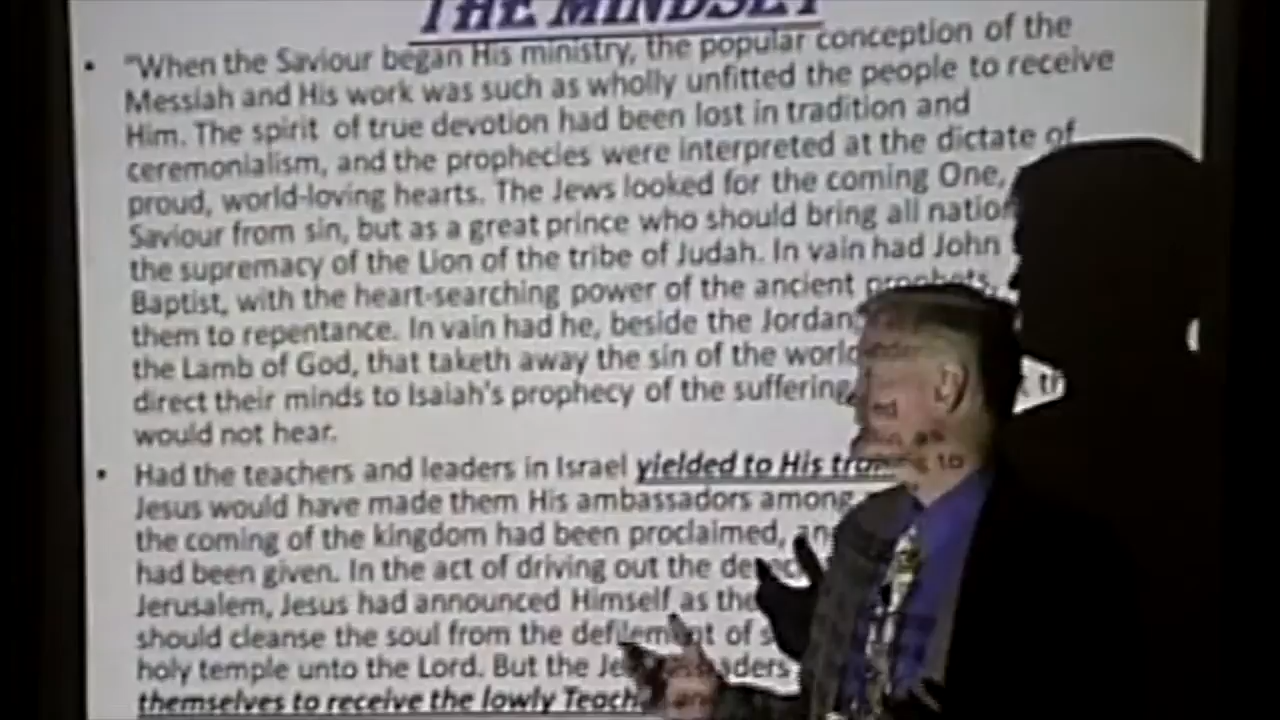 THE MINDSET
• "When the Saviour began His ministry, the popular conception of the
Messiah and His work was such as wholly unfitted the people to receive
Him. The spirit of true devotion had been lost in tradition and
ceremonialism, and the prophecies were interpreted at the dictate of
proud, world-loving hearts. The Jews looked for the coming One,
Saviour from sin, but as a great prince who should bring all
the supremacy of the Lion of the tribe of Judah. In vain had John
Baptist, with the heart-searching power of the ancient prophets,
them to repentance. In vain had he, beside the Jordan,
the Lamb of God, that taketh away the sin of the
direct their minds to Isaiah's prophecy of the suffering
would not hear.
• Had the teachers and leaders in Israel yielded to His
Jesus would have made them His ambassadors among
the coming of the kingdom had been proclaimed,
had been given. In the act of driving out the
Jerusalem, Jesus had announced Himself as the
should cleanse the soul from the defilement of
holy temple unto the Lord. But the
themselves to receive the lowly